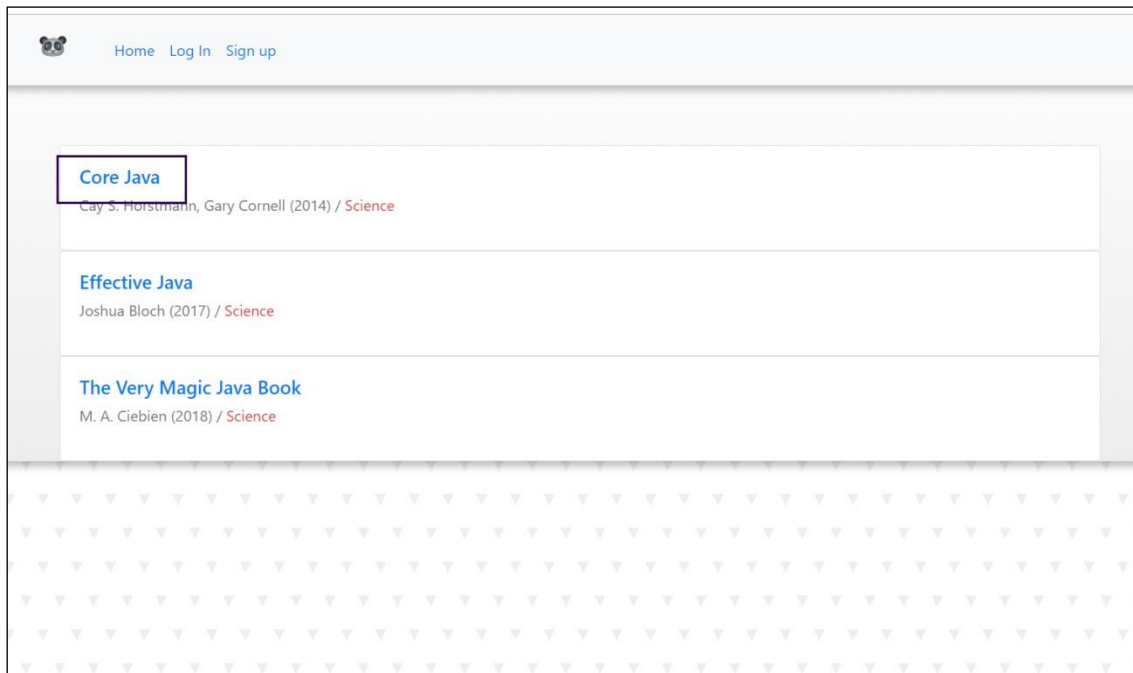 Home Log In Sign up
Core Java
Cay S. Horstmann, Gary Cornell (2014) / Science
Effective Java
Joshua Bloch (2017) / Science
The Very Magic Java Book
M. A. Ciebien (2018) / Science